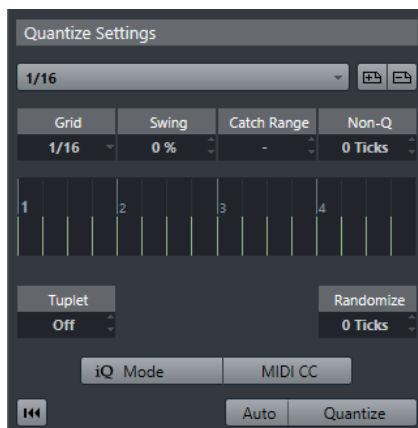 Quantize Settings
1/16
Grid Swing Catch Range Non-Q
1/16 0 % - 0 Ticks
1 2 3 4
Tuplet Randomize
Off 0 Ticks
iQ Mode MIDI CC
Auto Quantize